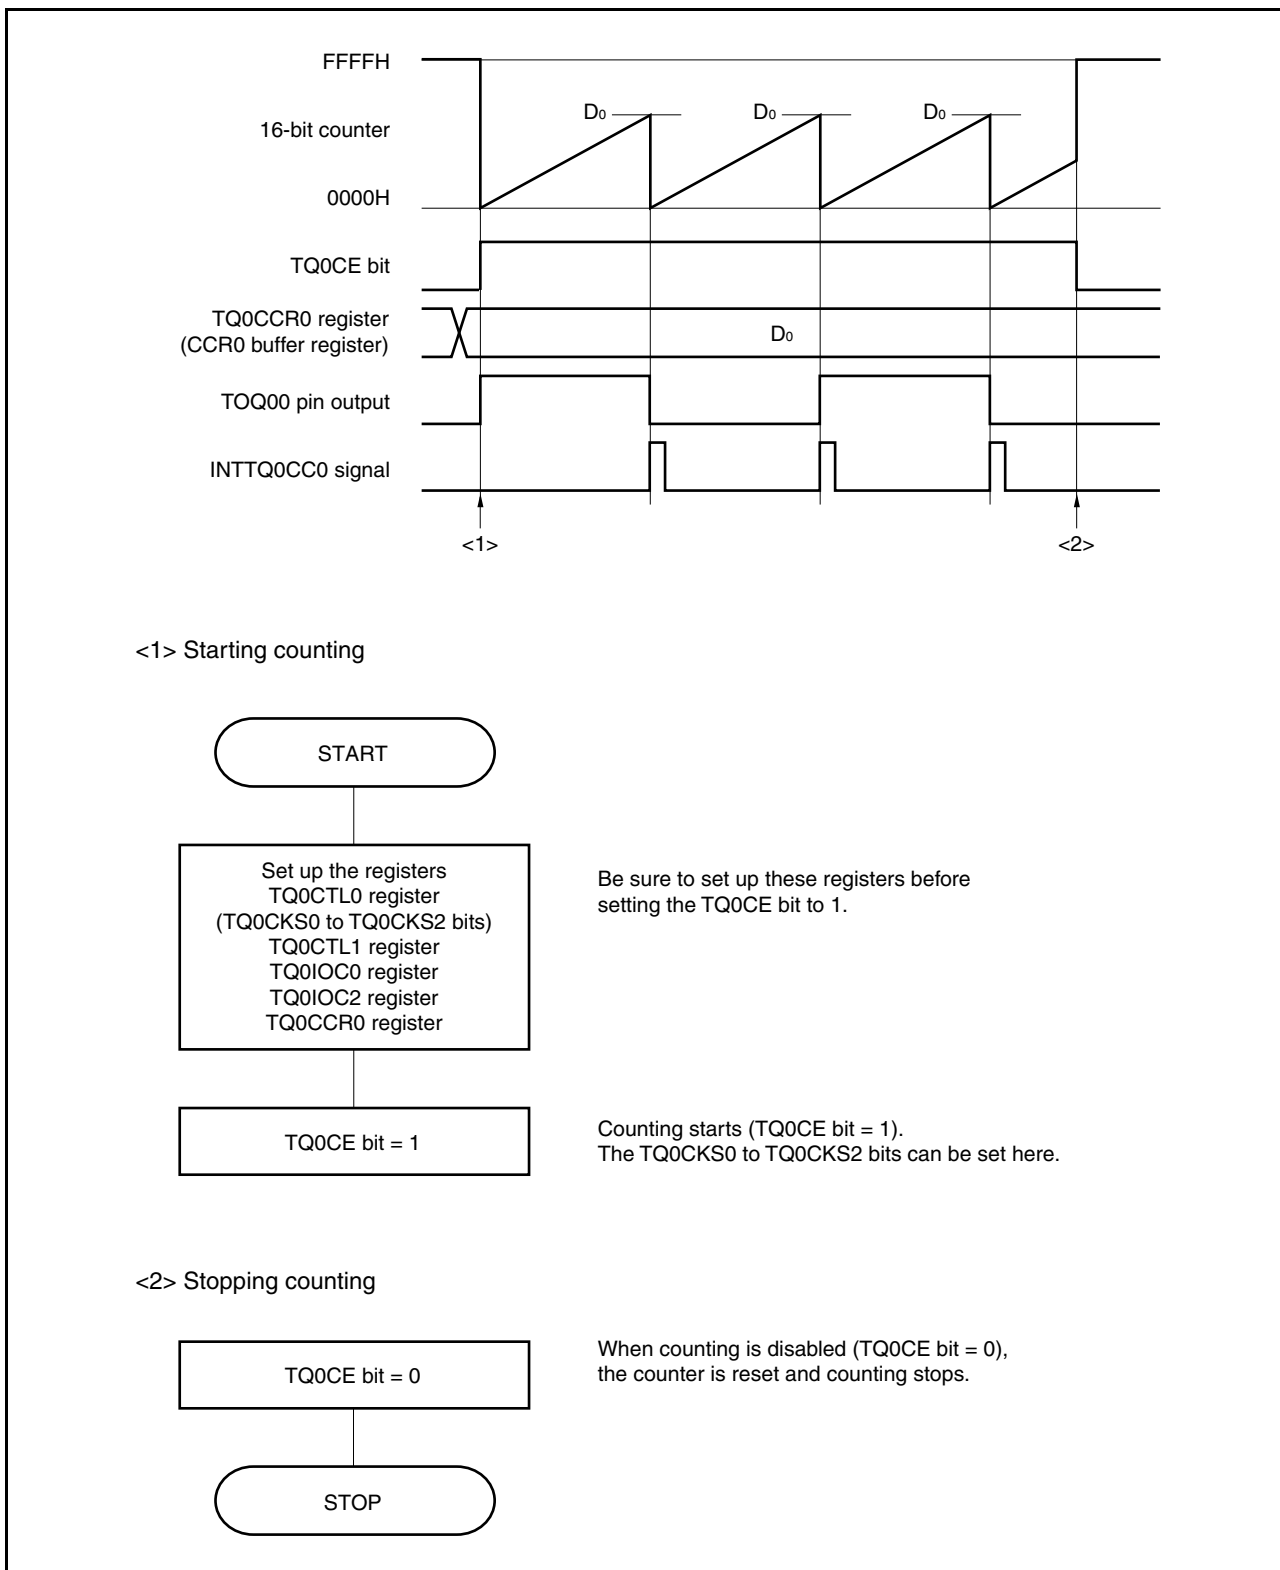 FFFFH
D0 D0 D0
16-bit counter
0000H
TQ0CE bit
TQ0CCR0 register
(CCR0 buffer register)
D0
TOQ00 pin output
INTTQ0CC0 signal
<1> <2>
<1> Starting counting
START
Set up the registers
TQ0CTL0 register
(TQ0CKS0 to TQ0CKS2 bits)
TQ0CTL1 register
TQ0IOC0 register
TQ0IOC2 register
TQ0CCR0 register
Be sure to set up these registers before
setting the TQ0CE bit to 1.
TQ0CE bit = 1
Counting starts (TQ0CE bit = 1).
The TQ0CKS0 to TQ0CKS2 bits can be set here.
<2> Stopping counting
TQ0CE bit = 0
When counting is disabled (TQ0CE bit = 0),
the counter is reset and counting stops.
STOP